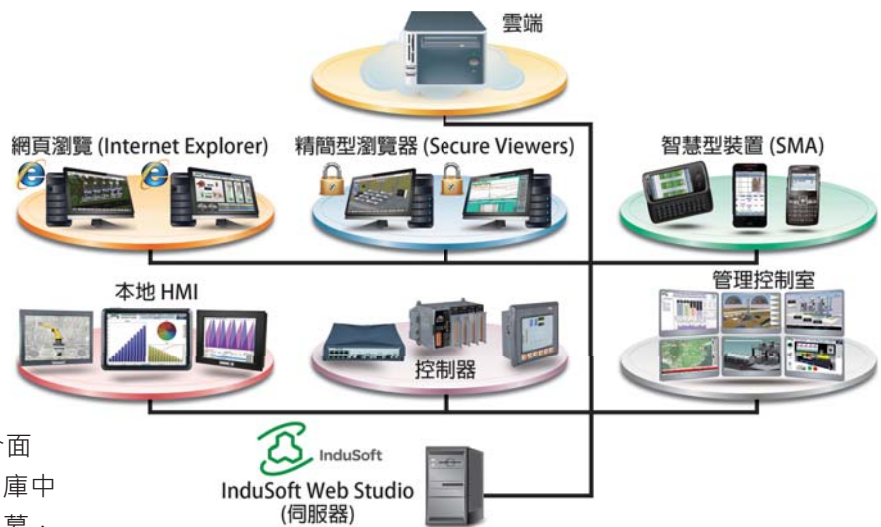 雲端
網頁瀏覽 (Internet Explorer)
精簡型瀏覽器 (Secure Viewers)
智慧型裝置 (SMA)
本地 HMI
管理控制室
控制器
面
庫中
幕，
InduSoft
InduSoft Web Studio
(伺服器)